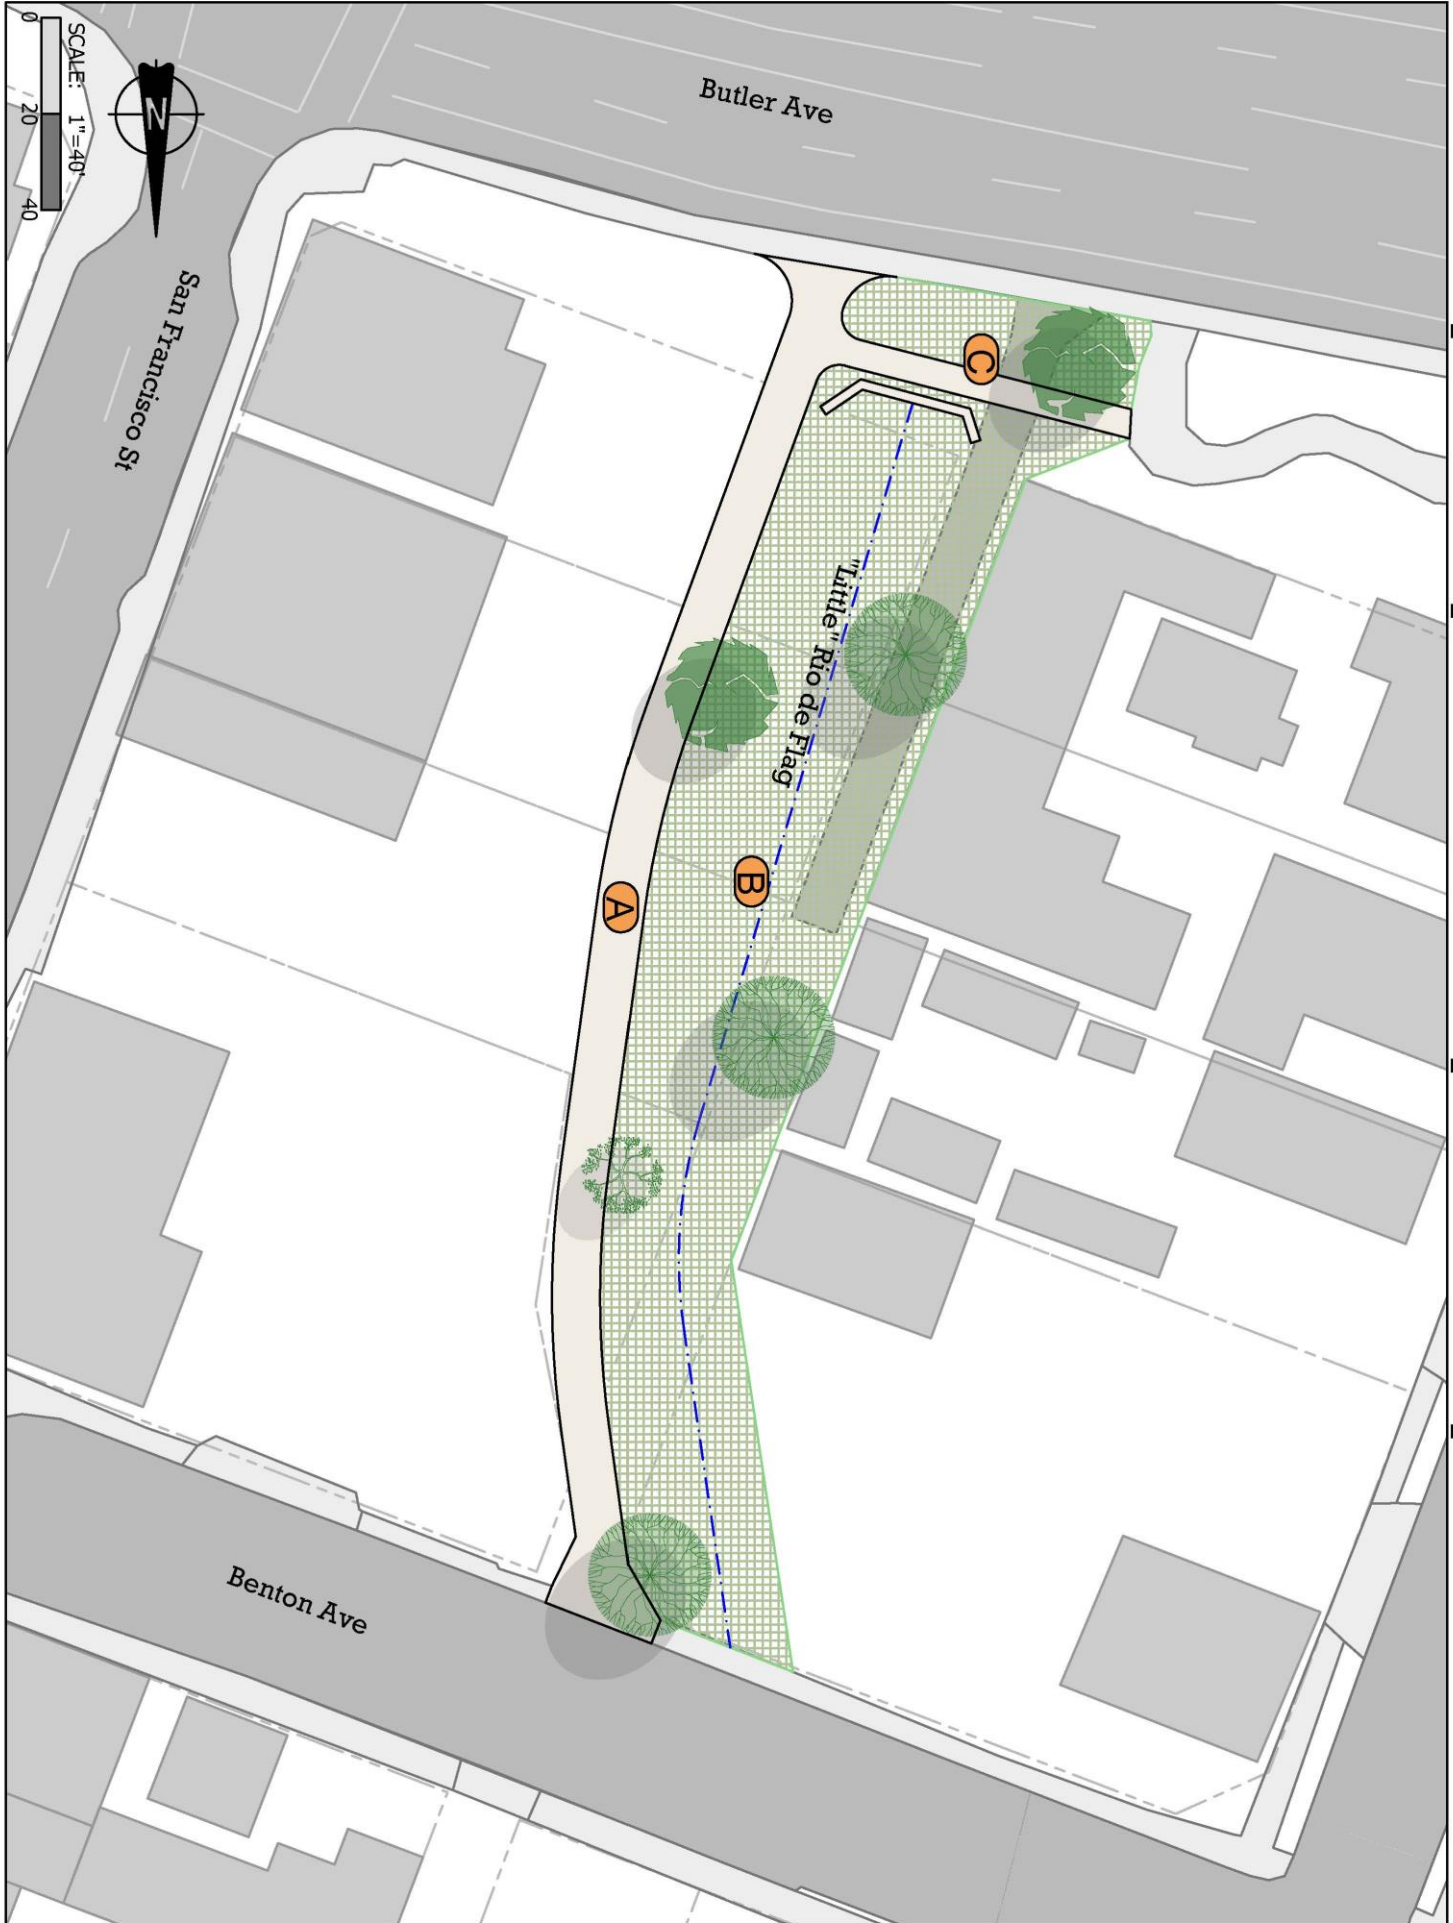 Butler Ave
SCALE: 1"=40'
0 20 40
N
San Francisco St
C
"Little" Rio de Flag
B
A
Benton Ave